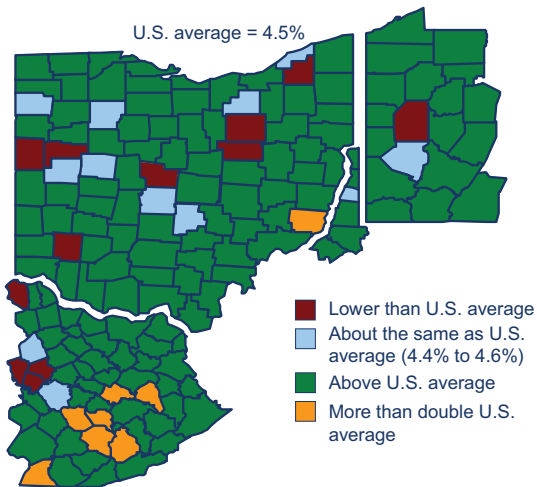 U.S. average = 4.5%
Lower than U.S. average
About the same as U.S.
average (4.4% to 4.6%)
Above U.S. average
More than double U.S.
average